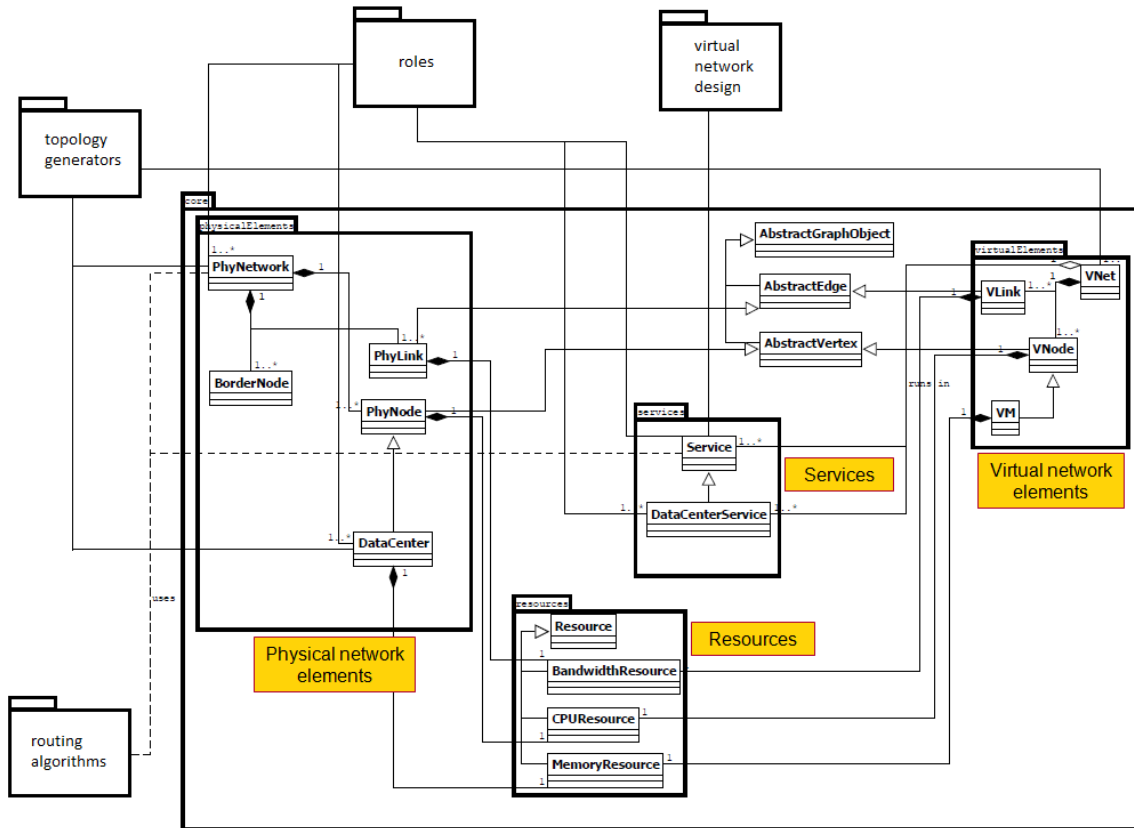 roles
virtual
network
design
topology
generators
core
physicalElements
AbstractGraphObject
virtualElements
1..*
PhyNetwork
1
1
AbstractEdge
1
1..
VNet
1
VLink
1..*
1
1..*
PhyLink
1
AbstractVertex
1..*
VNode
1
1..*
BorderNode
runs in
1..*
PhyNode
1
services
1
VM
Service
1..*
Services
Virtual network
elements
1..*
DataCenterService
1..*
1..*
DataCenter
1
uses
resources
Resource
Resources
Physical network
elements
1
BandwidthResource
CPUResource
1
1
routing
algorithms
MemoryResource
1
1